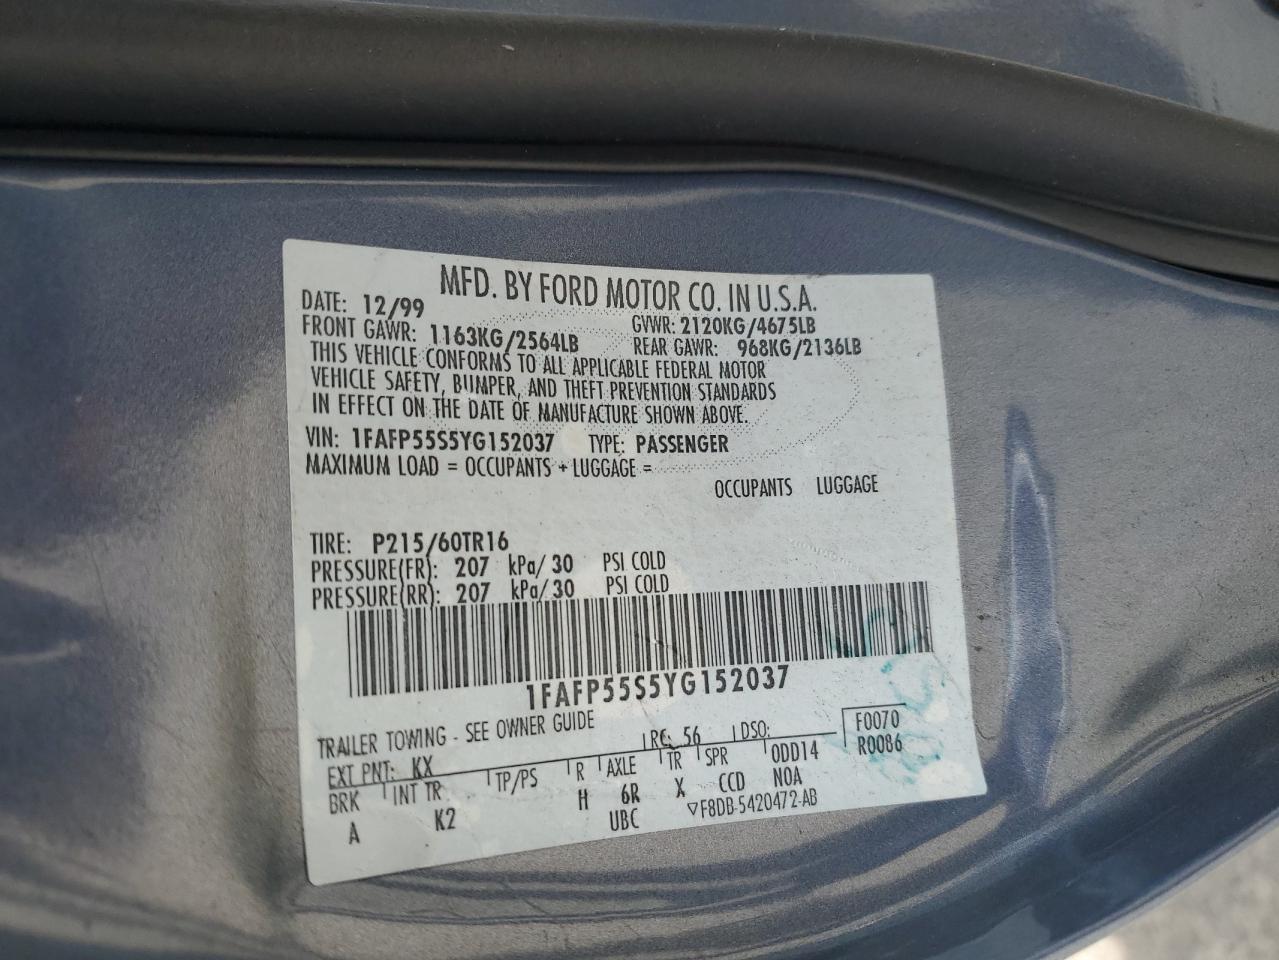 MFD. BY FORD MOTOR CO. IN U.S.A.
DATE: 12/99 GVWR: 2120KG/4675LB
FRONT GAWR: 1163KG/2564LB REAR GAWR: 968KG/2136LB
THIS VEHICLE CONFORMS TO ALL APPLICABLE FEDERAL MOTOR
VEHICLE SAFETY, BUMPER, AND THEFT PREVENTION STANDARDS
IN EFFECT ON THE DATE OF MANUFACTURE SHOWN ABOVE.
VIN: 1FAFP55S5YG152037 TYPE: PASSENGER
MAXIMUM LOAD = OCCUPANTS + LUGGAGE =
OCCUPANTS LUGGAGE
TIRE: P215/60TR16
PRESSURE(FR): 207 kPa/30 PSI COLD
PRESSURE(RR): 207 kPa/30 PSI COLD
1FAFP55S5YG152037
TRAILER TOWING - SEE OWNER GUIDE
EXT PNT: KX RC: 56 DSO: F0070
BRK INT TR TP/PS R AXLE TR SPR 0DD14 R0086
A K2 H 6R X CCD NOA
UBC ▽F8DB-5420472-AB